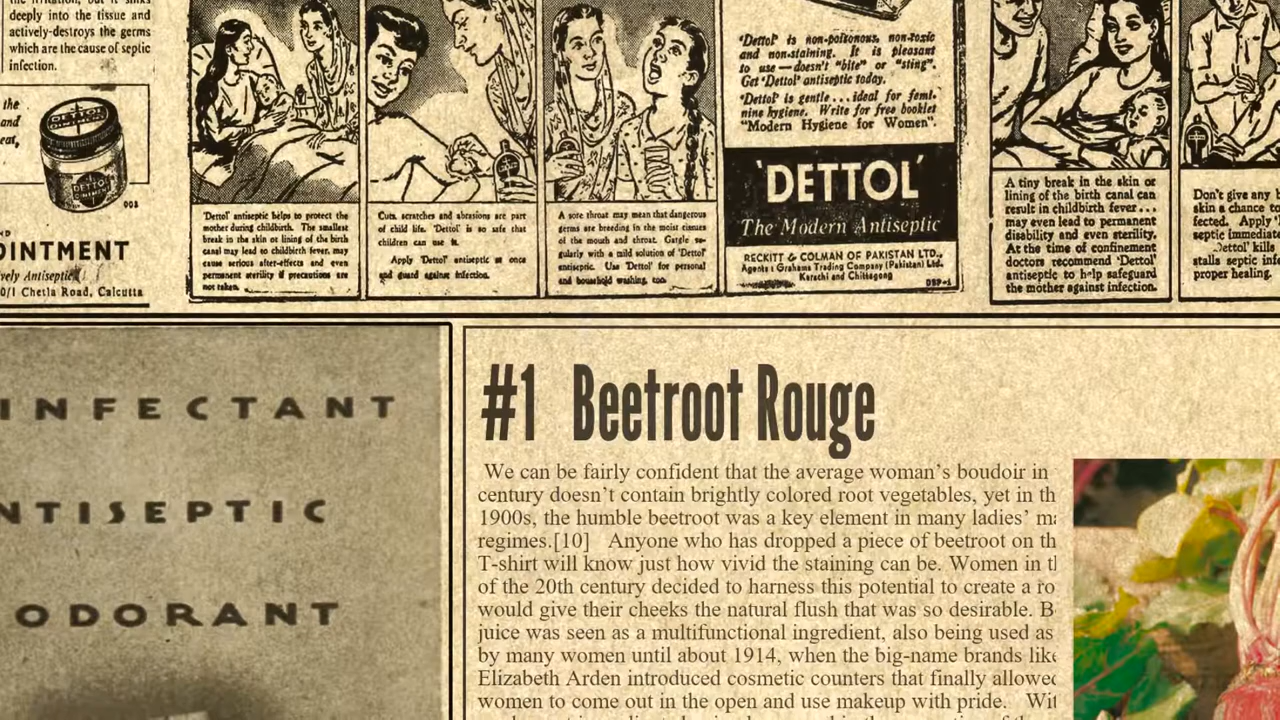 deeply into the tissue and
actively-destroys the germs
which are the cause of septic
infection.
the
and
eat,
DETTOL
OINTMENT
vely Antiseptic
0/1 Chetla Road, Calcutta
'Dettol' antiseptic helps to protect the
mother during childbirth. The smallest
break in the skin or lining of the birth
canal may lead to childbirth fever, may
cause serious after-effects and even
permanent sterility if precautions are
not taken.
Cuts, scratches and abrasions are part
of child life. 'Dettol' is so safe that
children can use it.
Apply 'Dettol' antiseptic at once
and guard against infection.
A sore throat may mean that dangerous
germs are breeding in the moist tissues
of the mouth and throat. Gargle re-
gularly with a mild solution of 'Dettol'
antiseptic. Use 'Dettol' for personal
and household washing, too.
'Dettol' is non-poisonous, non-toxic
and non-staining. It is pleasant
to use—doesn't "bite" or "sting".
Get 'Dettol' antiseptic today.
'Dettol' is gentle...ideal for femi-
nine hygiene. Write for free booklet
"Modern Hygiene for Women".
'DETTOL'
The Modern Antiseptic
RECKITT & COLMAN OF PAKISTAN LTD.,
Agents: Grahams Trading Company (Pakistan) Ltd.
Karachi and Chittagong
A tiny break in the skin or
lining of the birth canal can
result in childbirth fever...
may even lead to permanent
disability and even sterility.
At the time of confinement
doctors recommend 'Dettol'
antiseptic to help safeguard
the mother against infection.
Don't give any b
skin a chance to
fected. Apply '
septic immediate
Dettol' kills
stalls septic infe
proper healing.
INFECTANT
NTISEPTIC
ODORANT
#1 Beetroot Rouge
We can be fairly confident that the average woman's boudoir in
century doesn't contain brightly colored root vegetables, yet in th
1900s, the humble beetroot was a key element in many ladies' ma
regimes.[10] Anyone who has dropped a piece of beetroot on th
T-shirt will know just how vivid the staining can be. Women in th
of the 20th century decided to harness this potential to create a ro
would give their cheeks the natural flush that was so desirable. B
juice was seen as a multifunctional ingredient, also being used as
by many women until about 1914, when the big-name brands like
Elizabeth Arden introduced cosmetic counters that finally allowed
women to come out in the open and use makeup with pride. Wit